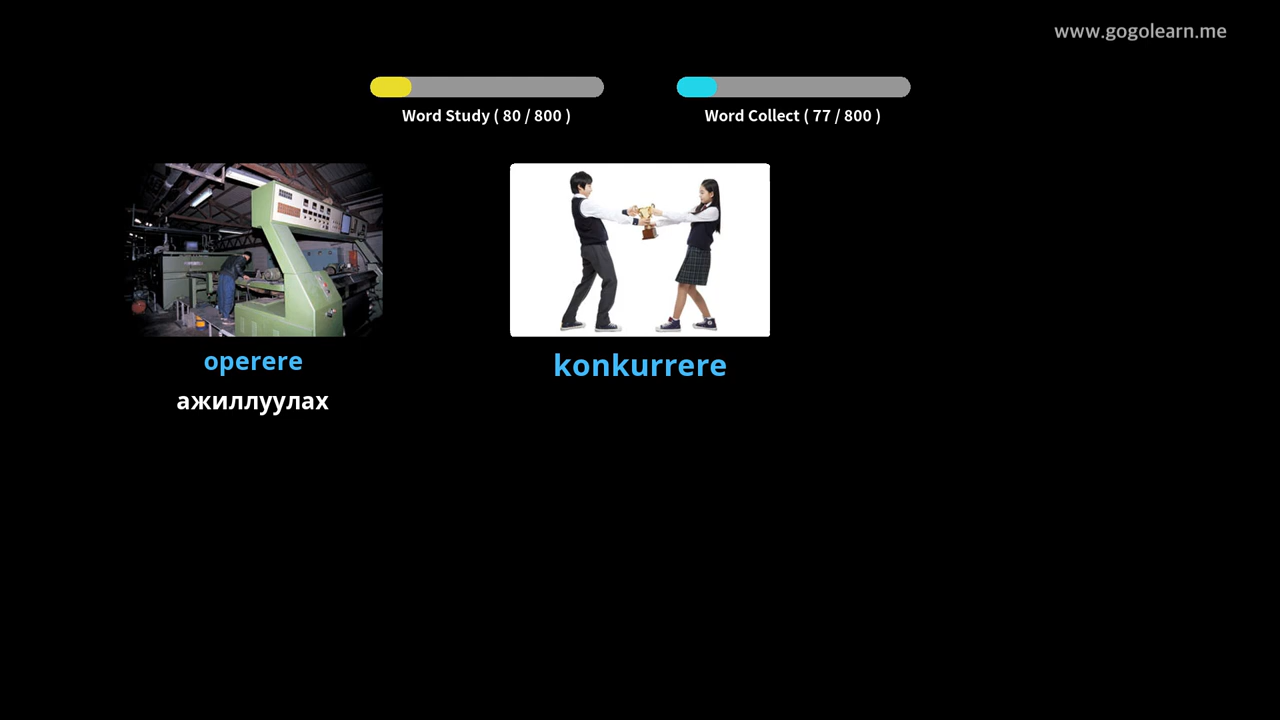 www.gogolearn.me
Word Study ( 80 / 800 )
Word Collect ( 77 / 800 )
operere
ажиллуулах
konkurrere